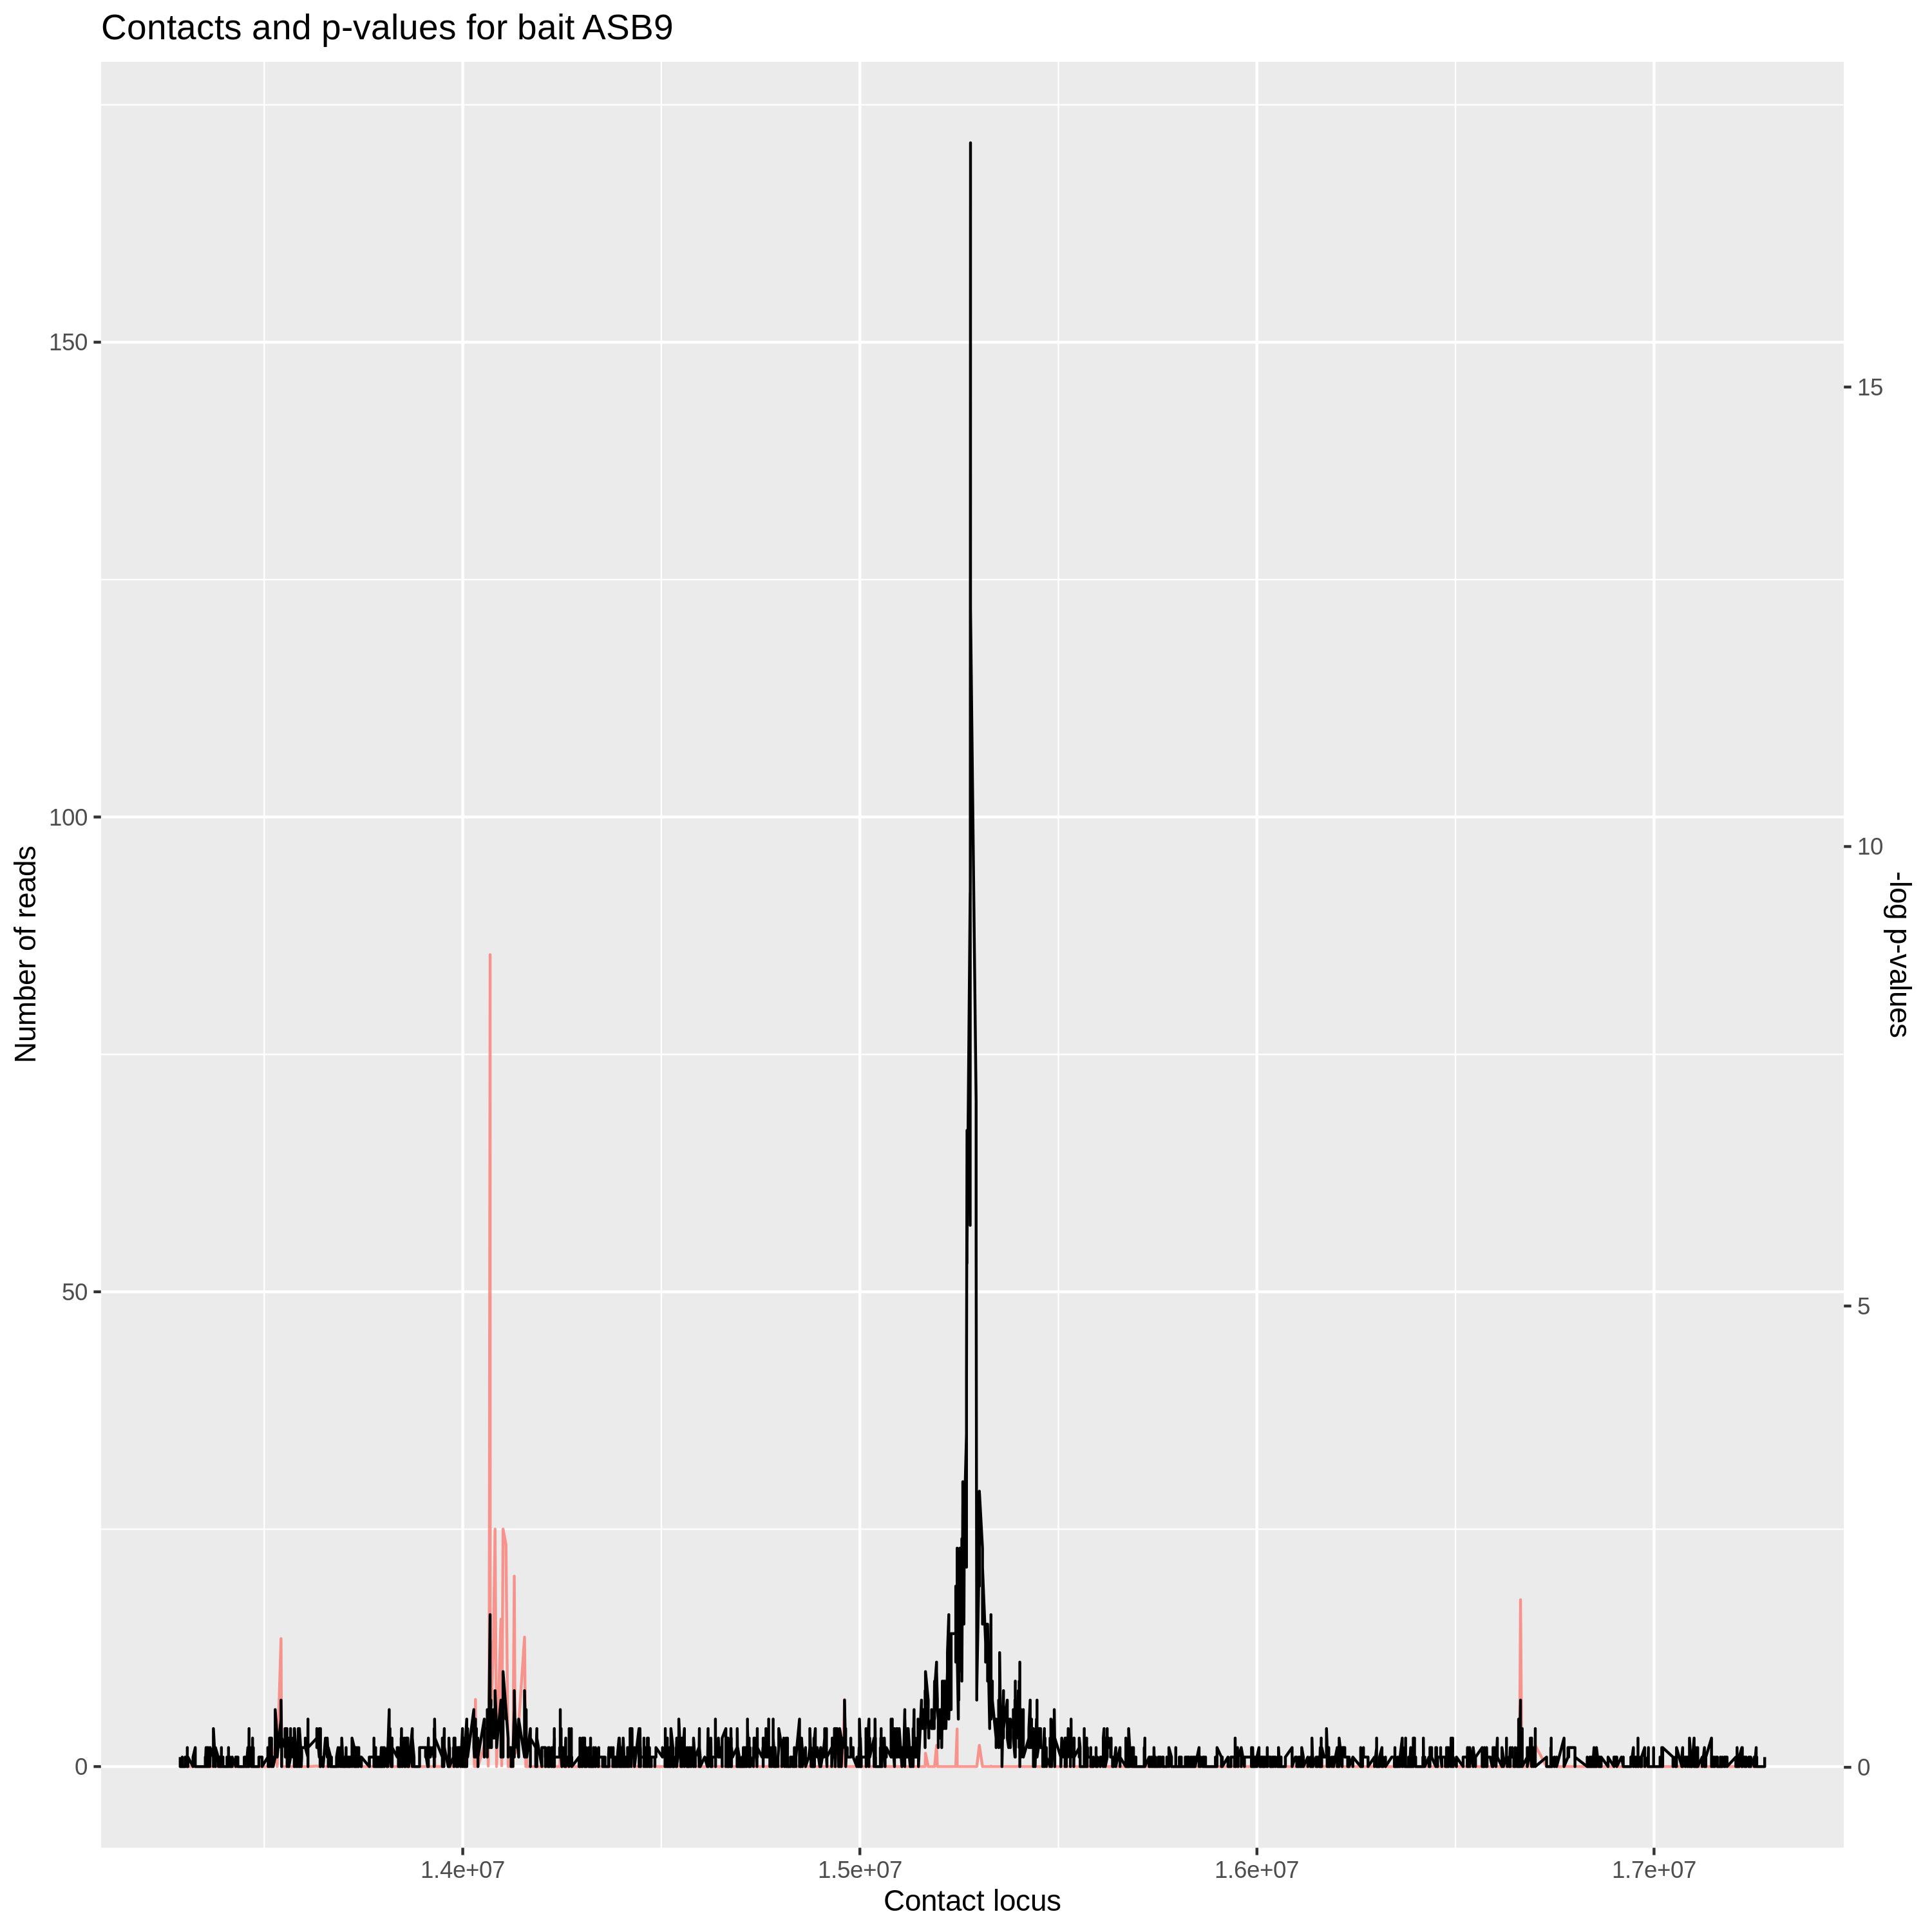 Contacts and p-values for bait ASB9
Number of reads
150
100
50
0
15
10
5
0
-log p-values
1.4e+07
1.5e+07
1.6e+07
1.7e+07
Contact locus